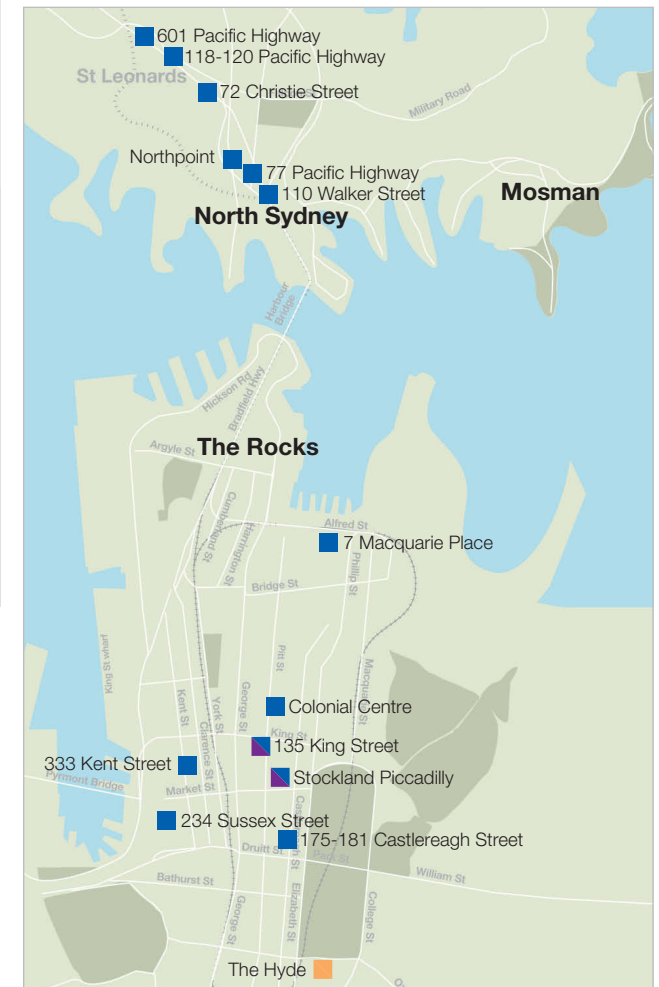 601 Pacific Highway
118-120 Pacific Highway
St Leonards
72 Christie Street
Military Road
Northpoint
77 Pacific Highway
110 Walker Street
Mosman
North Sydney
Harbour
Bridge
Hickson Rd
Bradfield Hwy
The Rocks
Argyle St
Cumberland St
Harrington St
Alfred St
7 Macquarie Place
Phillip St
Bridge St
King St wharf
Pitt St
Kent St
York St
George St
Clarence St
Colonial Centre
King St
135 King Street
333 Kent Street
Stockland Piccadilly
Pyrmont Bridge
Market St
234 Sussex Street
175-181 Castlereagh Street
Druitt St
Park St
William St
Bathurst St
George St
Elizabeth St
College St
The Hyde